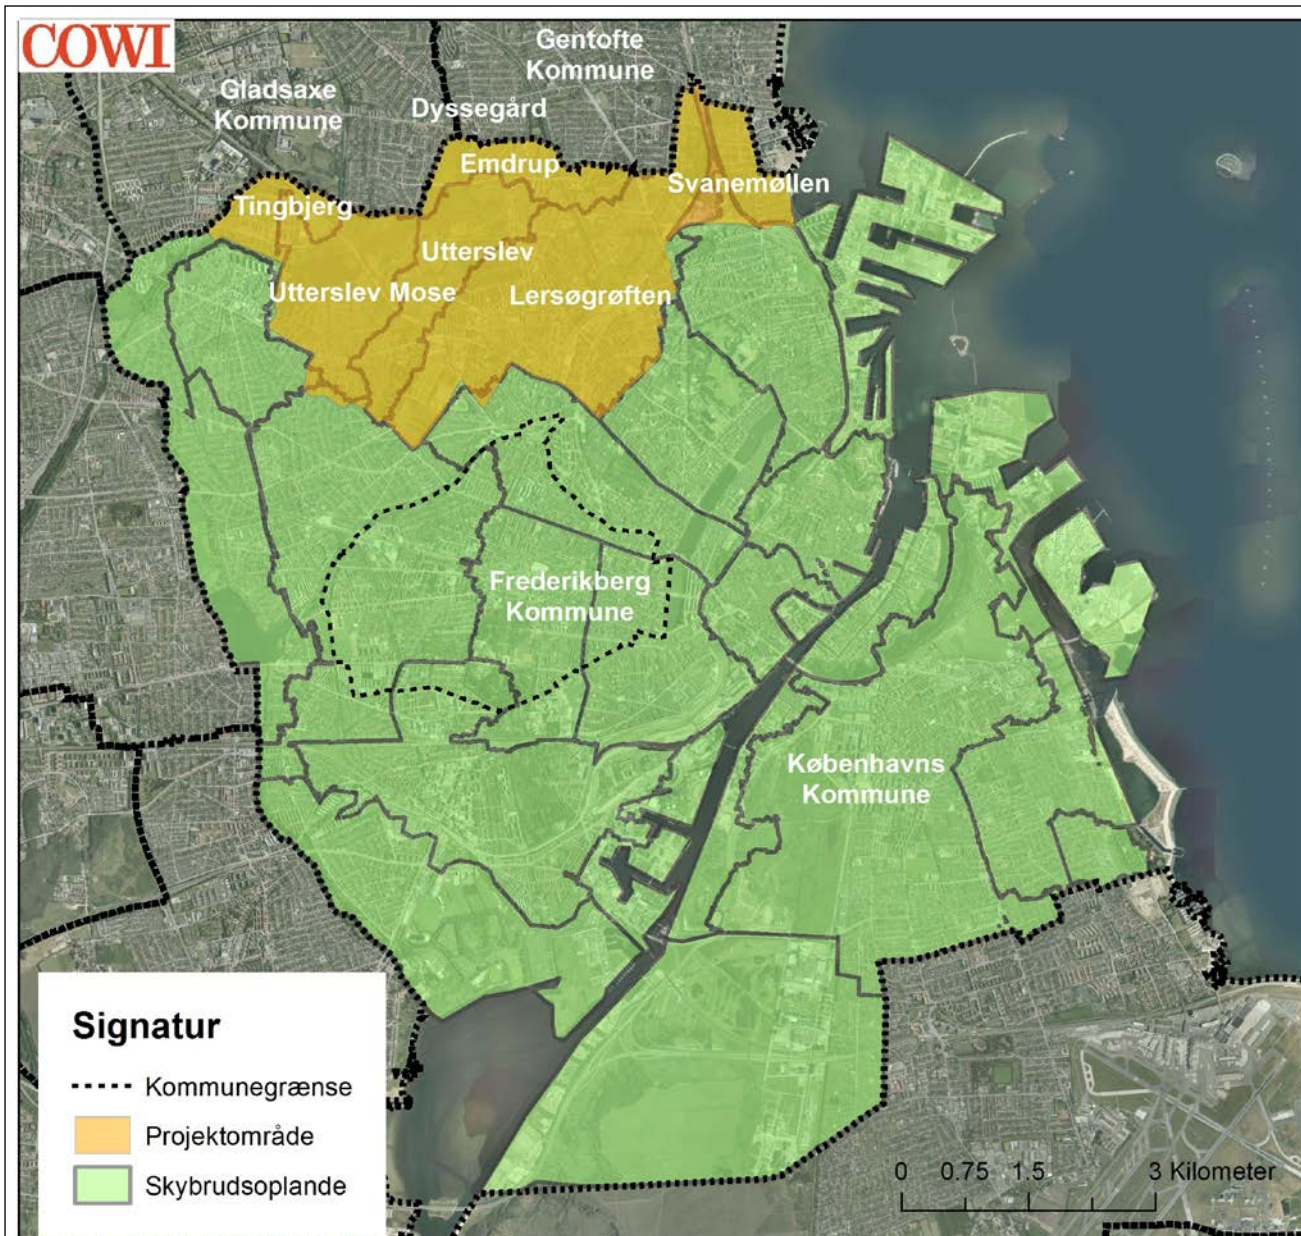 COWI
Gentofte
Kommune
Gladsaxe
Kommune
Dyssegård
Emdrup
Svanemøllen
Tingbjerg
Utterslev
Utterslev Mose
Lersøgrøften
Frederikberg
Kommune
Københavns
Kommune
Signatur
Kommunegrænse
Projektområde
Skybrudsoplande
0 0.75 1.5 3 Kilometer